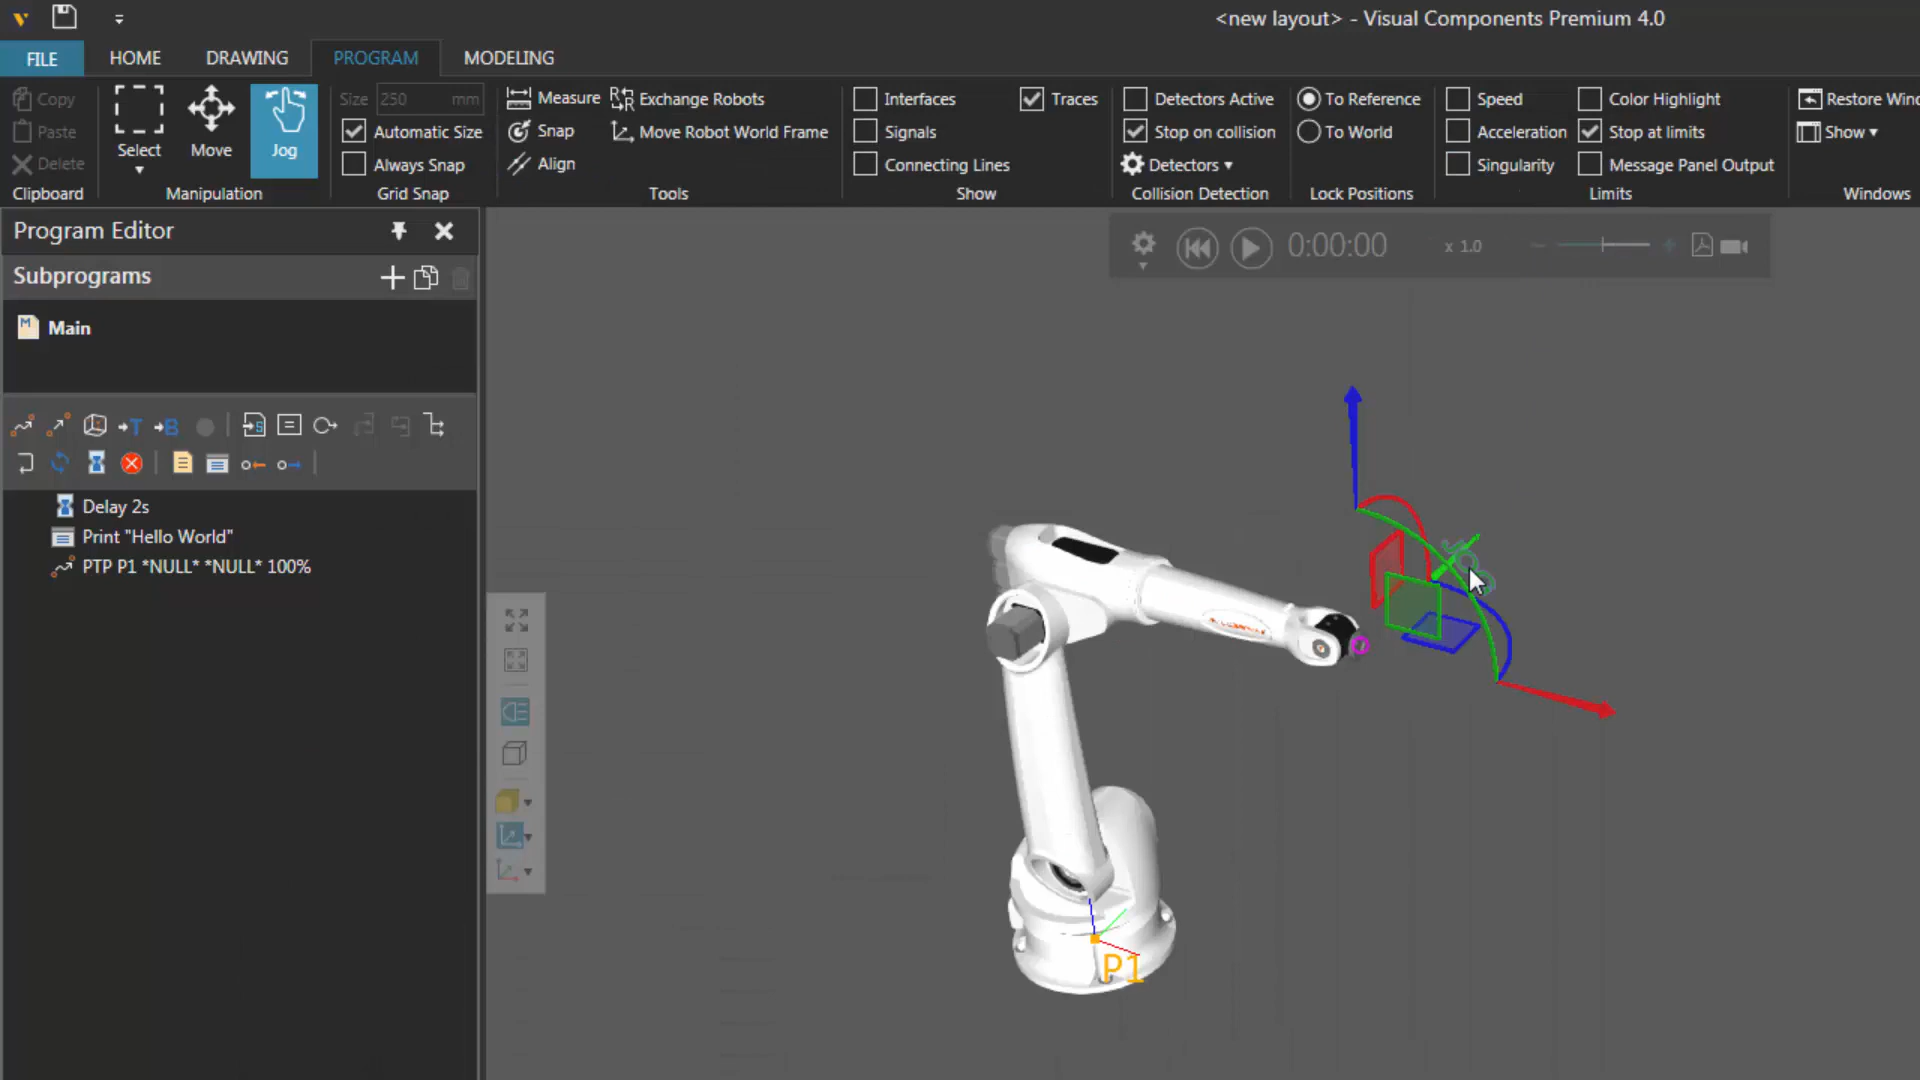 <new layout> - Visual Components Premium 4.0
FILE HOME DRAWING PROGRAM MODELING
Copy
Paste
Delete
Clipboard
Select
Move
Jog
Manipulation
Size 250 mm
Automatic Size
Always Snap
Grid Snap
Measure
Snap
Align
Exchange Robots
Move Robot World Frame
Tools
Interfaces
Signals
Connecting Lines
Traces
Show
Detectors Active
Stop on collision
Detectors
Collision Detection
To Reference
To World
Lock Positions
Speed
Acceleration
Singularity
Color Highlight
Stop at limits
Message Panel Output
Limits
Restore Winc
Show
Windows
Program Editor
Subprograms
M Main
T B S
Delay 2s
Print "Hello World"
PTP P1 *NULL* *NULL* 100%
0:00:00 x 1.0
P1